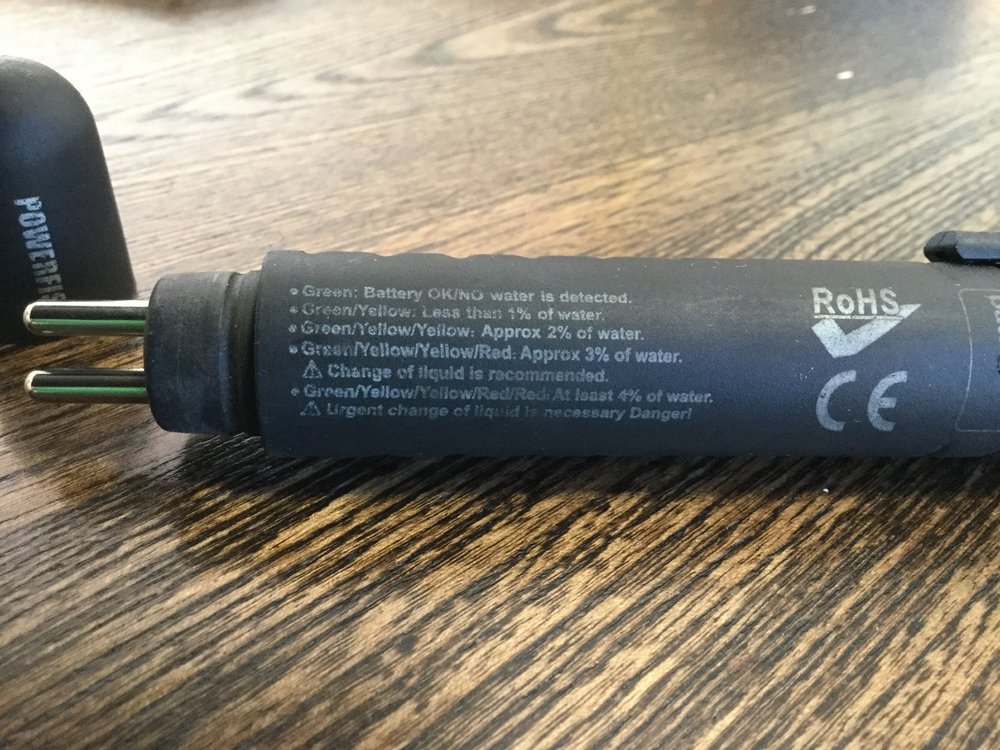 POWERFIS
• Green: Battery OK/NO water is detected.
• Green/Yellow: Less than 1% of water.
• Green/Yellow/Yellow: Approx 2% of water.
• Green/Yellow/Yellow/Red: Approx 3% of water.
⚠ Change of liquid is recommended.
• Green/Yellow/Yellow/Red/Red: At least 4% of water.
⚠ Urgent change of liquid is necessary Danger!
RoHS
CE